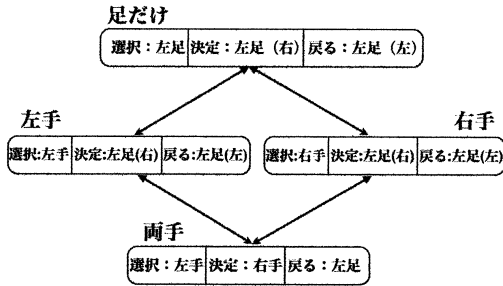 足だけ
選択：左足 決定：左足（右） 戻る：左足（左）
左手 右手
選択:左手 決定:左足(右) 戻る:左足(左) 選択:右手 決定:左足(右) 戻る:左足(左)
両手
選択：左手 決定：右手 戻る：左足